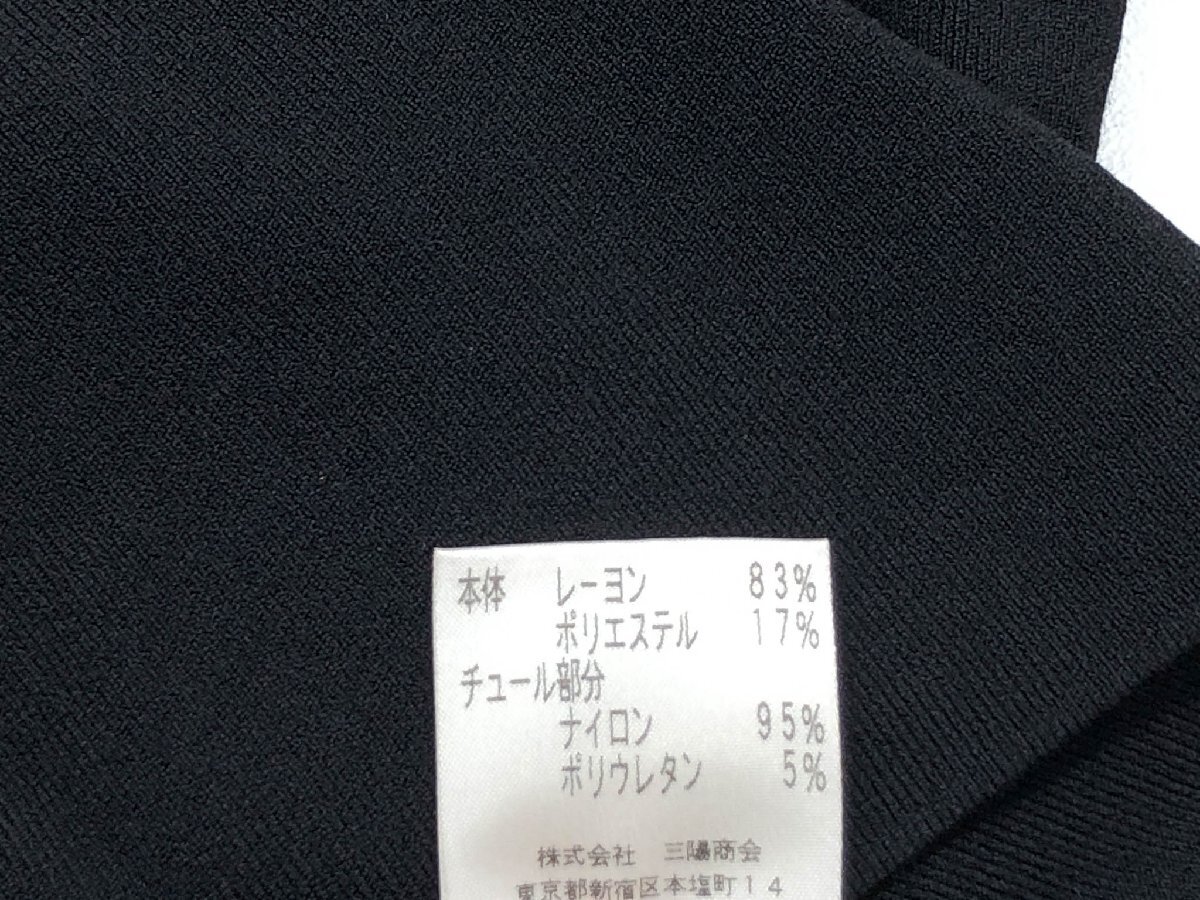 本体 レーヨン 83%
ポリエステル 17%
チュール部分
ナイロン 95%
ポリウレタン 5%
株式会社 三陽商会
東京都新宿区本塩町14